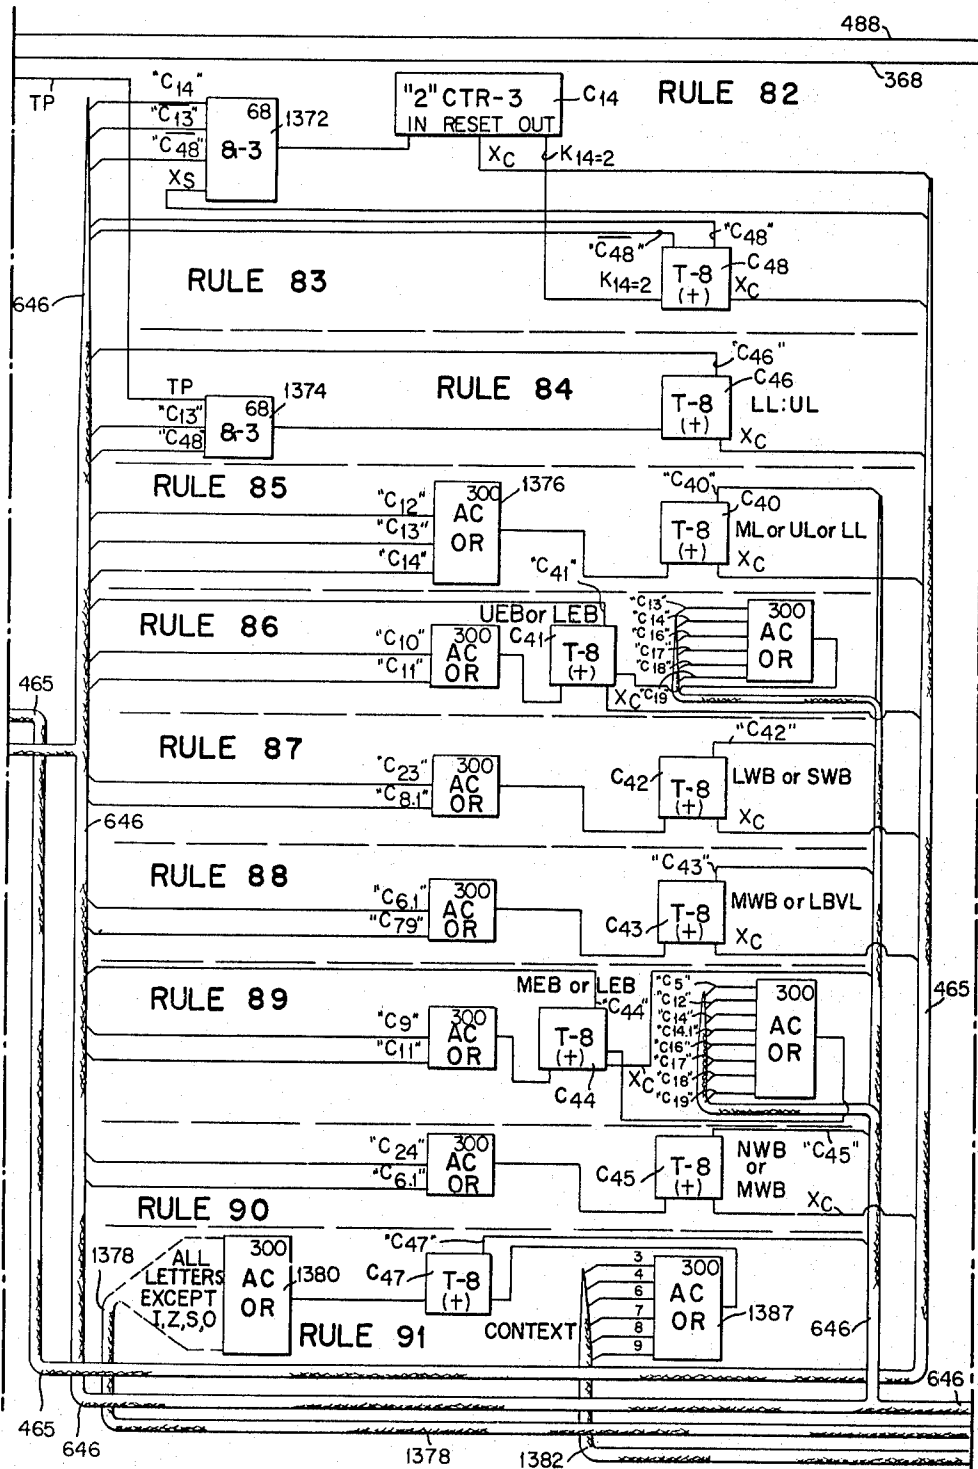 488
368
TP
"C14"
"C̅1̅3̅"
"C̅4̅8̅"
XS
68
&-3
1372
"2" CTR-3
IN RESET OUT
C14
RULE 82
XC
K14=2
"C̅4̅8̅"
"C48"
RULE 83
646
K14=2
T-8
(+)
C48
XC
RULE 84
TP
"C13"
"C48
68
&-3
1374
"C46"
T-8
(+)
C46
LL:UL
XC
RULE 85
"C12"
"C13"
"C14"
300
AC
OR
1376
"C40"
C40
T-8
(+)
ML or UL or LL
XC
RULE 86
"C10"
"C11"
300
AC
OR
"C41"
UEB or LEB
C41
T-8
(+)
XC
"C13"
"C14"
"C16"
"C17"
"C18"
"C19
300
AC
OR
465
RULE 87
"C23"
"C8.1"
300
AC
OR
"C42"
C42
T-8
(+)
LWB or SWB
XC
646
RULE 88
"C6.1"
"C79"
300
AC
OR
"C43"
C43
T-8
(+)
MWB or LBVL
XC
RULE 89
"C9"
"C11"
300
AC
OR
MEB or LEB
"C44"
T-8
(+)
C44
XC
"C5"
"C12"
"C14"
"C14.1"
"C16"
"C17"
"C18"
"C19"
300
AC
OR
465
RULE 90
"C24"
"C6.1"
300
AC
OR
C45
T-8
(+)
NWB
or
MWB
"C45"
XC
1378
ALL
LETTERS
EXCEPT
I,Z,S,O
300
AC
OR
1380
RULE 91
"C47"
C47
T-8
(+)
CONTEXT
3
4
6
7
8
9
300
AC
OR
1387
646
465
646
1378
1382
646